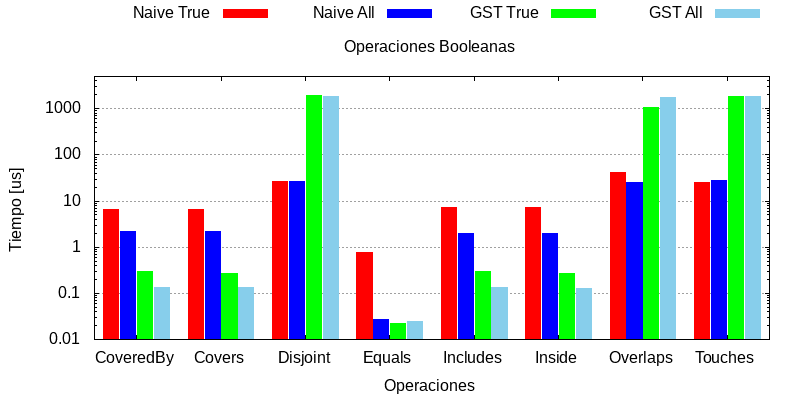 Naive True Naive All GST True GST All
Operaciones Booleanas
1000
100
10
1
0.1
0.01
Tiempo [us]
CoveredBy Covers Disjoint Equals Includes Inside Overlaps Touches
Operaciones